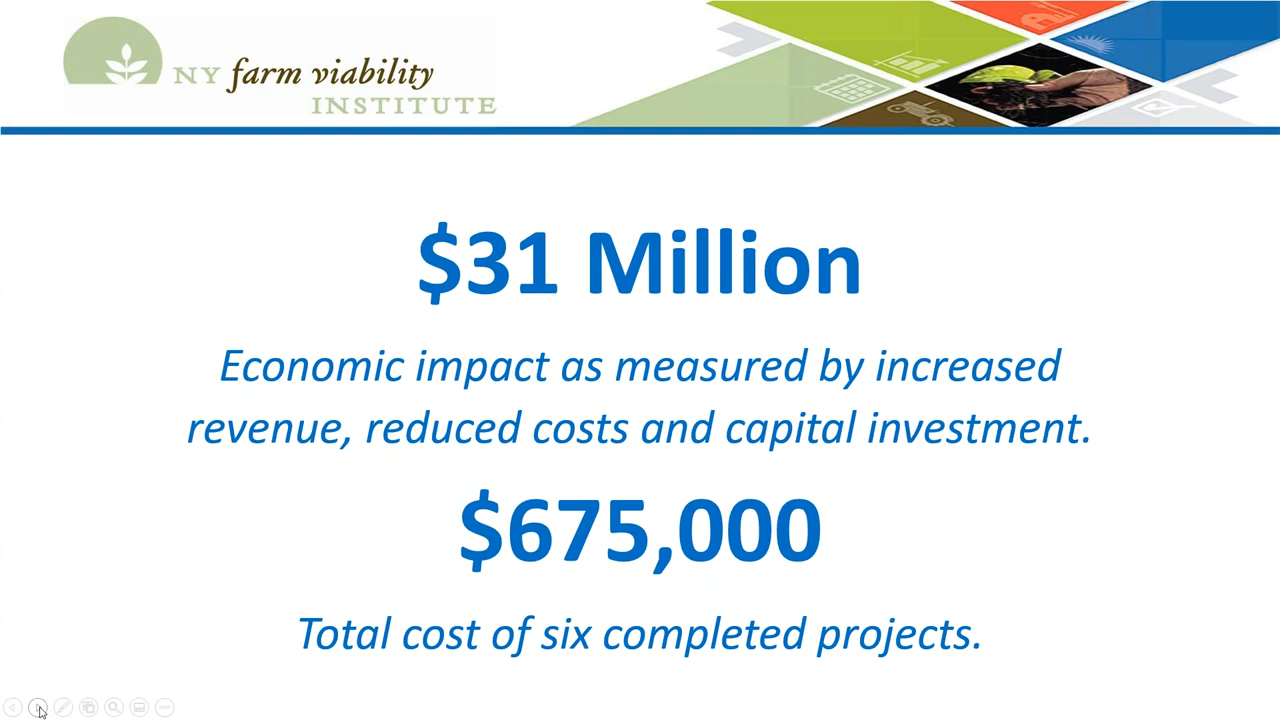 NY farm viability
INSTITUTE
$31 Million
Economic impact as measured by increased
revenue, reduced costs and capital investment.
$675,000
Total cost of six completed projects.